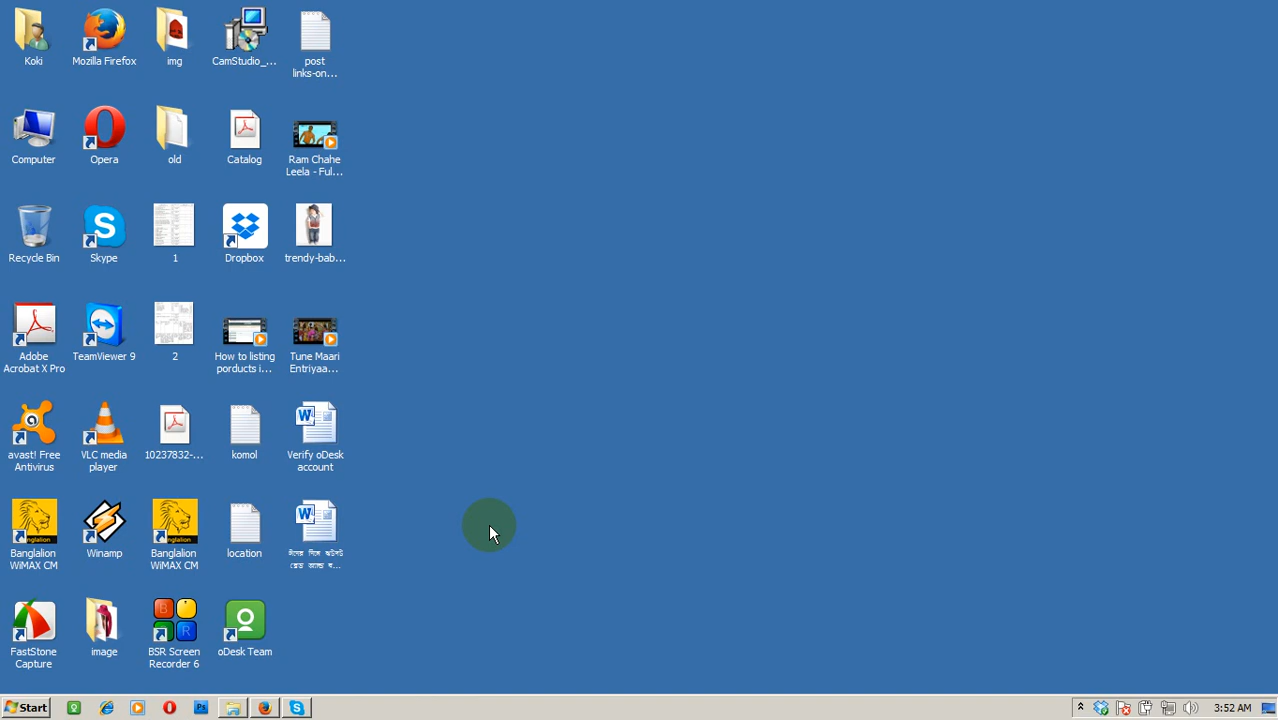 Koki
Mozilla Firefox
img
CamStudio_...
post
links-on...
Computer
Opera
old
Catalog
Ram Chahe
Leela - Ful...
Recycle Bin
Skype
1
Dropbox
trendy-bab...
Adobe
Acrobat X Pro
TeamViewer 9
2
How to listing
porducts i...
Tune Maari
Entriyaa...
avast! Free
Antivirus
VLC media
player
10237832-...
komol
Verify oDesk
account
Banglalion
WiMAX CM
Winamp
Banglalion
WiMAX CM
location
FastStone
Capture
image
BSR Screen
Recorder 6
oDesk Team
Start
3:52 AM